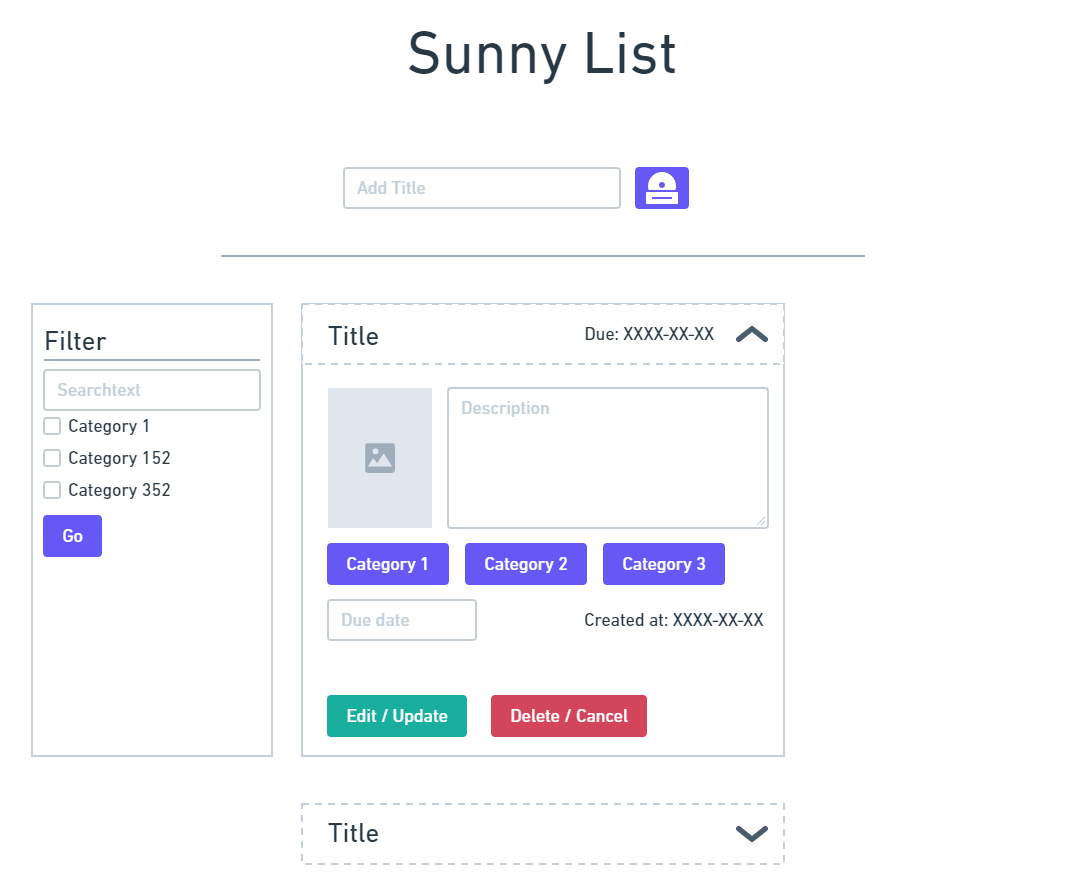 Sunny List
Add Title
Filter
Searchtext
Category 1
Category 152
Category 352
Go
Title
Due: XXXX-XX-XX
Description
Category 1
Category 2
Category 3
Due date
Created at: XXXX-XX-XX
Edit / Update
Delete / Cancel
Title